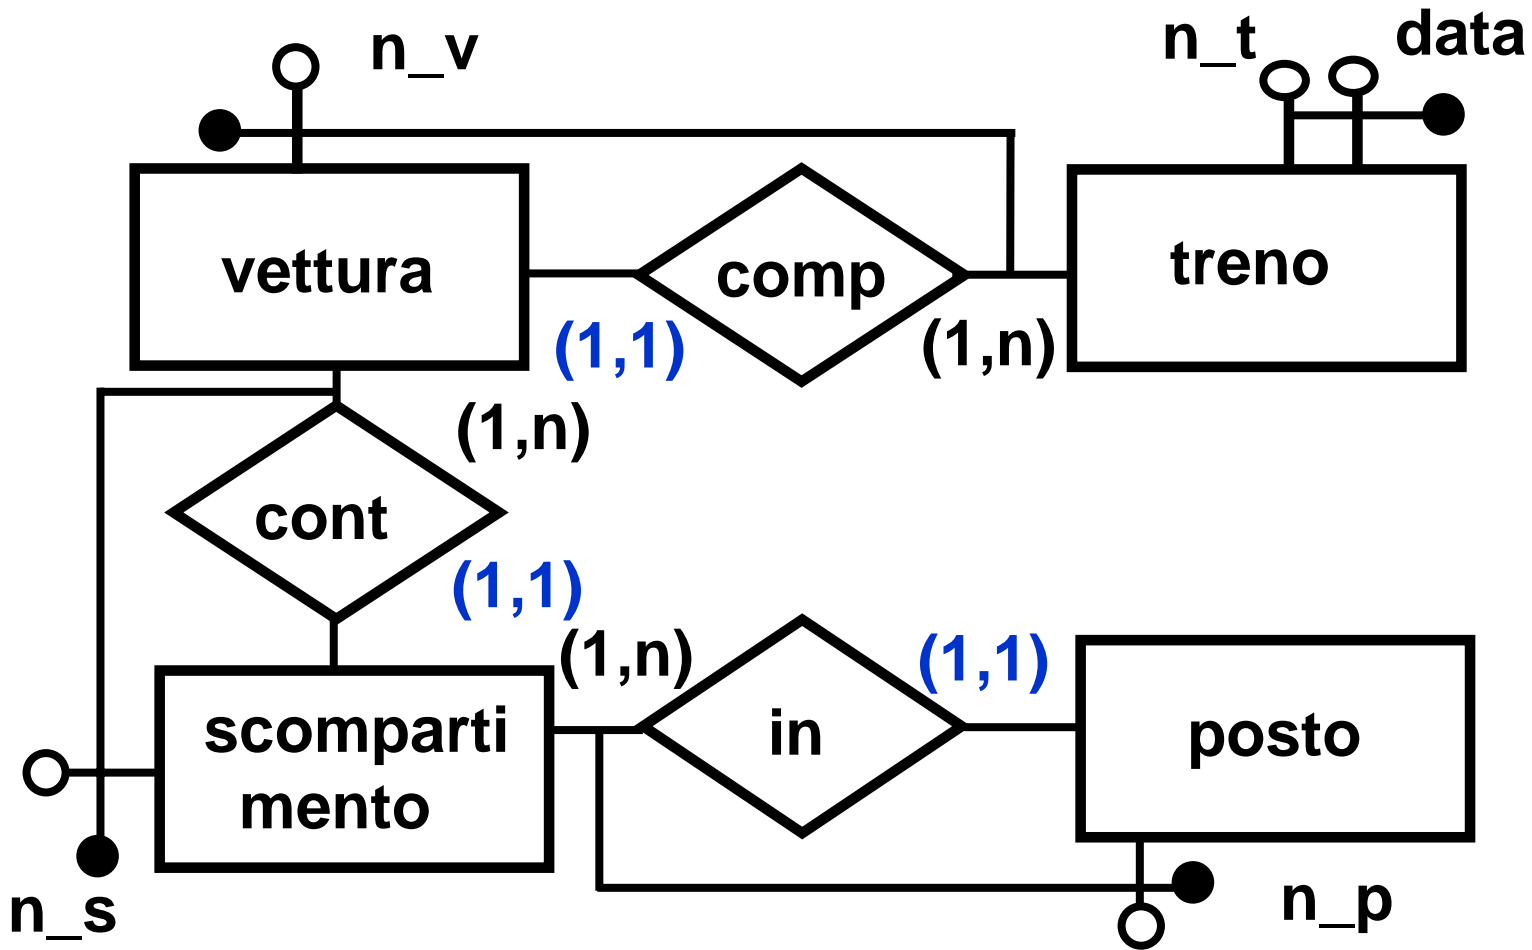 n_v
n_t
data
vettura
comp
treno
(1,1)
(1,n)
(1,n)
cont
(1,1)
(1,n)
(1,1)
scomparti
mento
in
posto
n_s
n_p